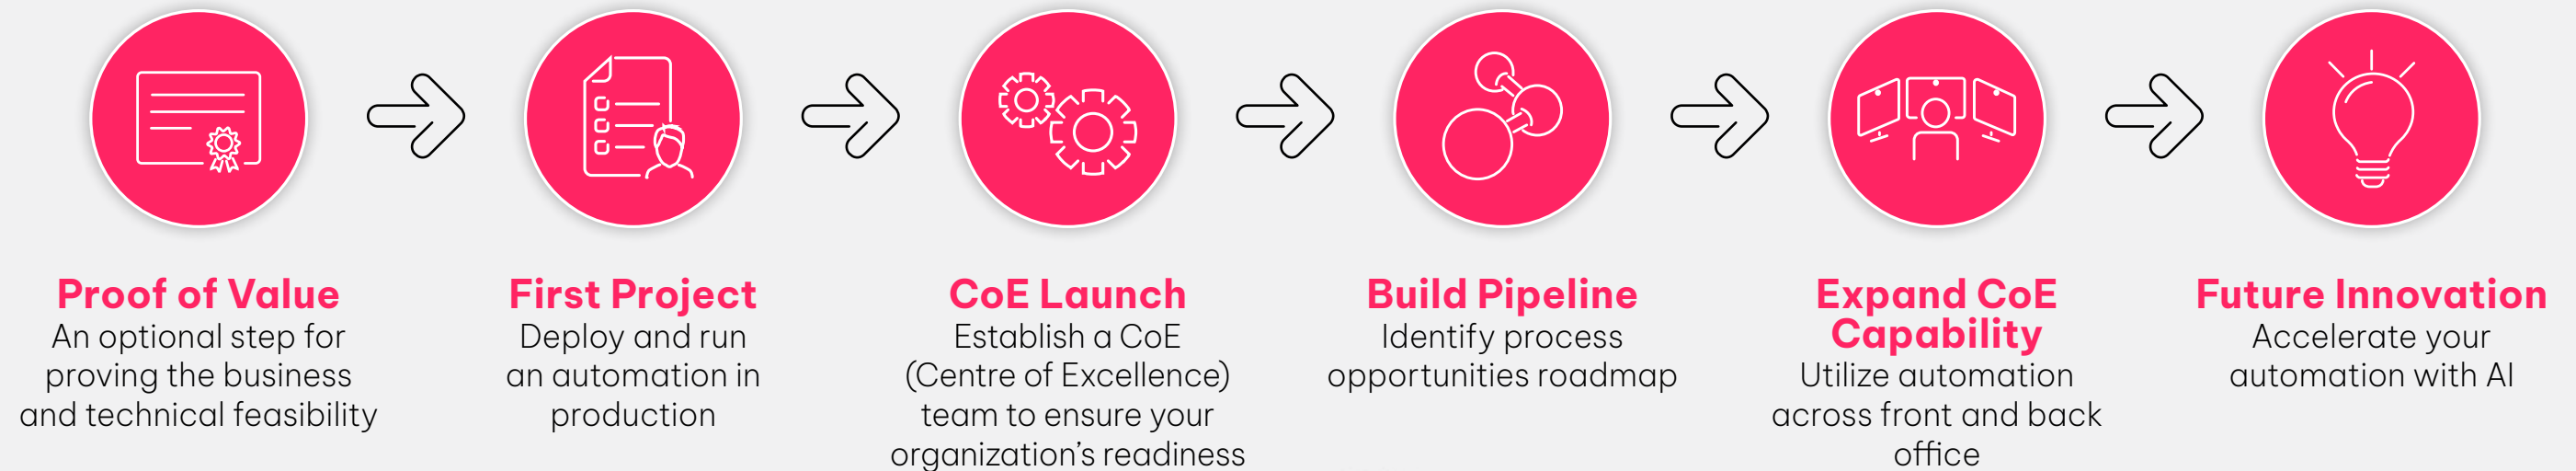 Proof of Value
An optional step for
proving the business
and technical feasibility
First Project
Deploy and run
an automation in
production
CoE Launch
Establish a CoE
(Centre of Excellence)
team to ensure your
organization’s readiness
Build Pipeline
Identify process
opportunities roadmap
Expand CoE
Capability
Utilize automation
across front and back
office
Future Innovation
Accelerate your
automation with AI